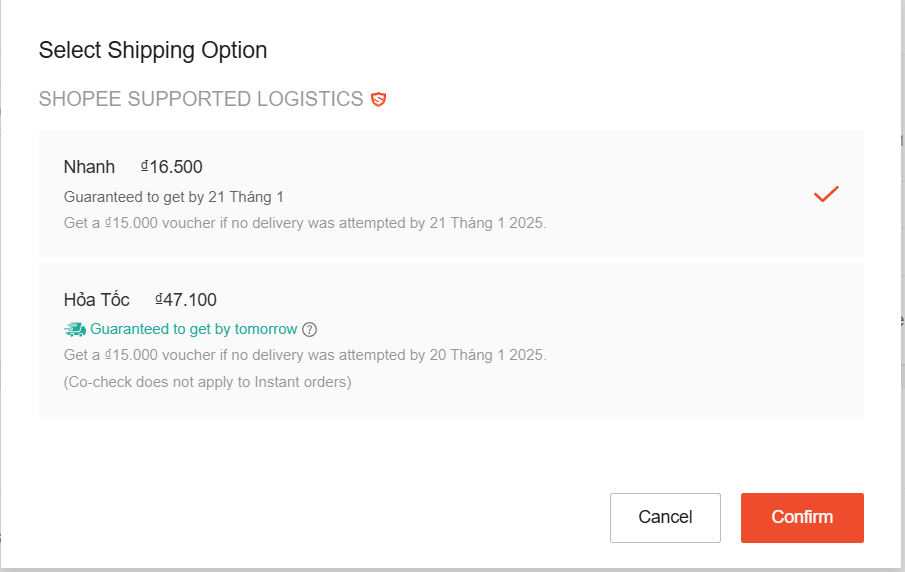 Select Shipping Option
SHOPEE SUPPORTED LOGISTICS
Nhanh ₫16.500
Guaranteed to get by 21 Tháng 1
Get a ₫15.000 voucher if no delivery was attempted by 21 Tháng 1 2025.
Hỏa Tốc ₫47.100
Guaranteed to get by tomorrow ?
Get a ₫15.000 voucher if no delivery was attempted by 20 Tháng 1 2025.
(Co-check does not apply to Instant orders)
Cancel Confirm